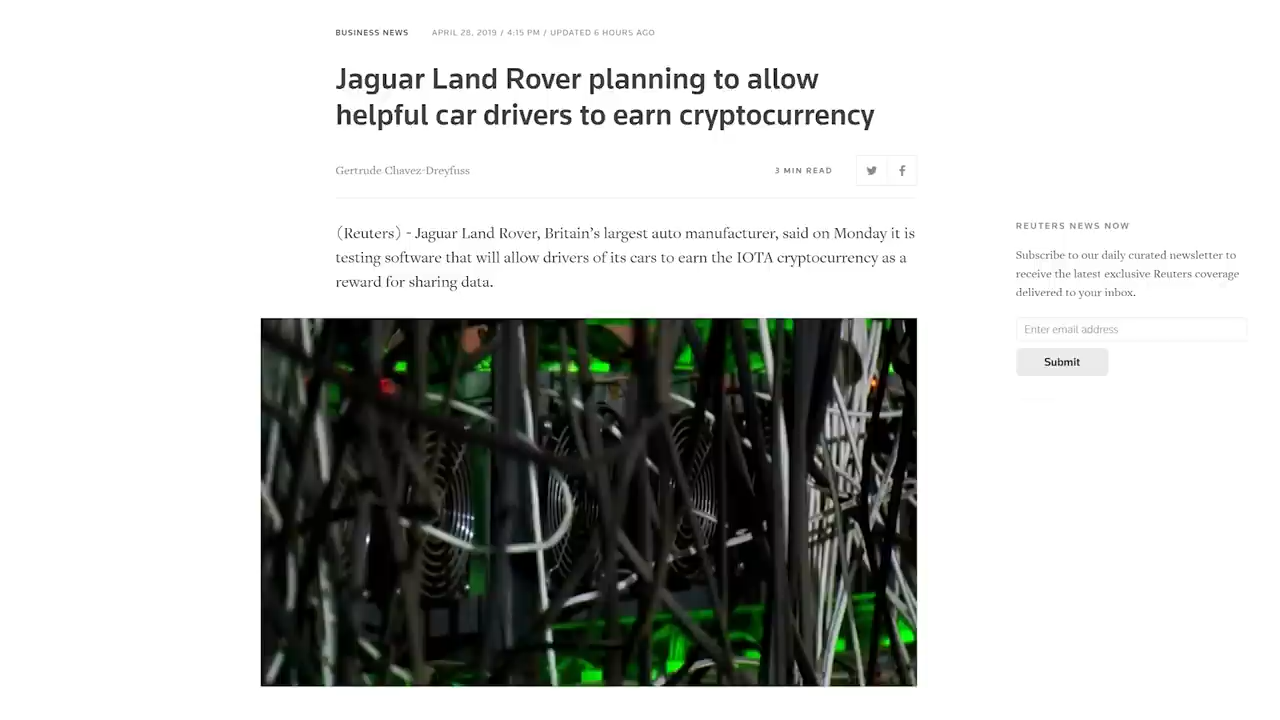 BUSINESS NEWS APRIL 28, 2019 / 4:15 PM / UPDATED 6 HOURS AGO
Jaguar Land Rover planning to allow
helpful car drivers to earn cryptocurrency
Gertrude Chavez-Dreyfuss 3 MIN READ
(Reuters) - Jaguar Land Rover, Britain’s largest auto manufacturer, said on Monday it is
testing software that will allow drivers of its cars to earn the IOTA cryptocurrency as a
reward for sharing data.
REUTERS NEWS NOW
Subscribe to our daily curated newsletter to
receive the latest exclusive Reuters coverage
delivered to your inbox.
Enter email address
Submit